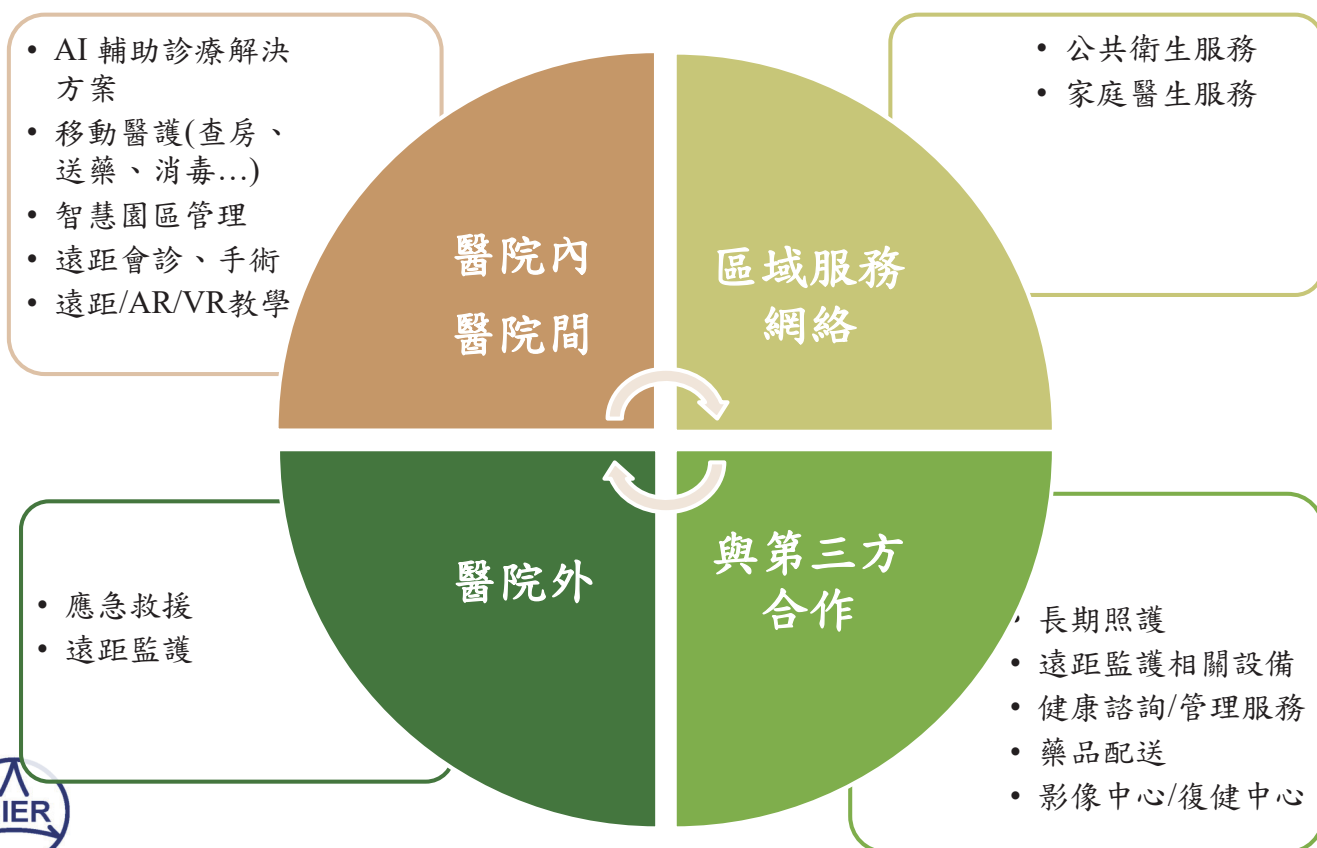 • AI 輔助診療解決
方案
• 移動醫護(查房、
送藥、消毒…)
• 智慧園區管理
• 遠距會診、手術
• 遠距/AR/VR教學
醫院內
醫院間
• 公共衛生服務
• 家庭醫生服務
區域服務
網絡
• 應急救援
• 遠距監護
醫院外
與第三方
合作
• 長期照護
• 遠距監護相關設備
• 健康諮詢/管理服務
• 藥品配送
• 影像中心/復健中心
IER